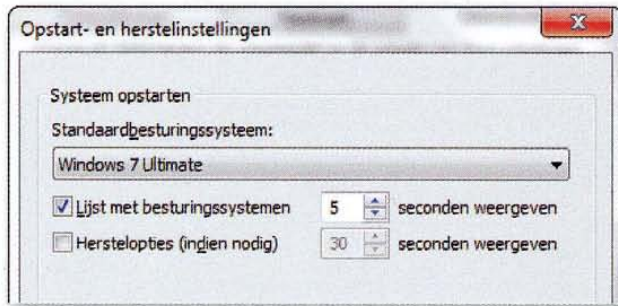 Opstart- en herstelinstellingen
Systeem opstarten
Standaardbesturingssysteem:
Windows 7 Ultimate
Lijst met besturingssystemen 5 seconden weergeven
Herstelopties (indien nodig) 30 seconden weergeven